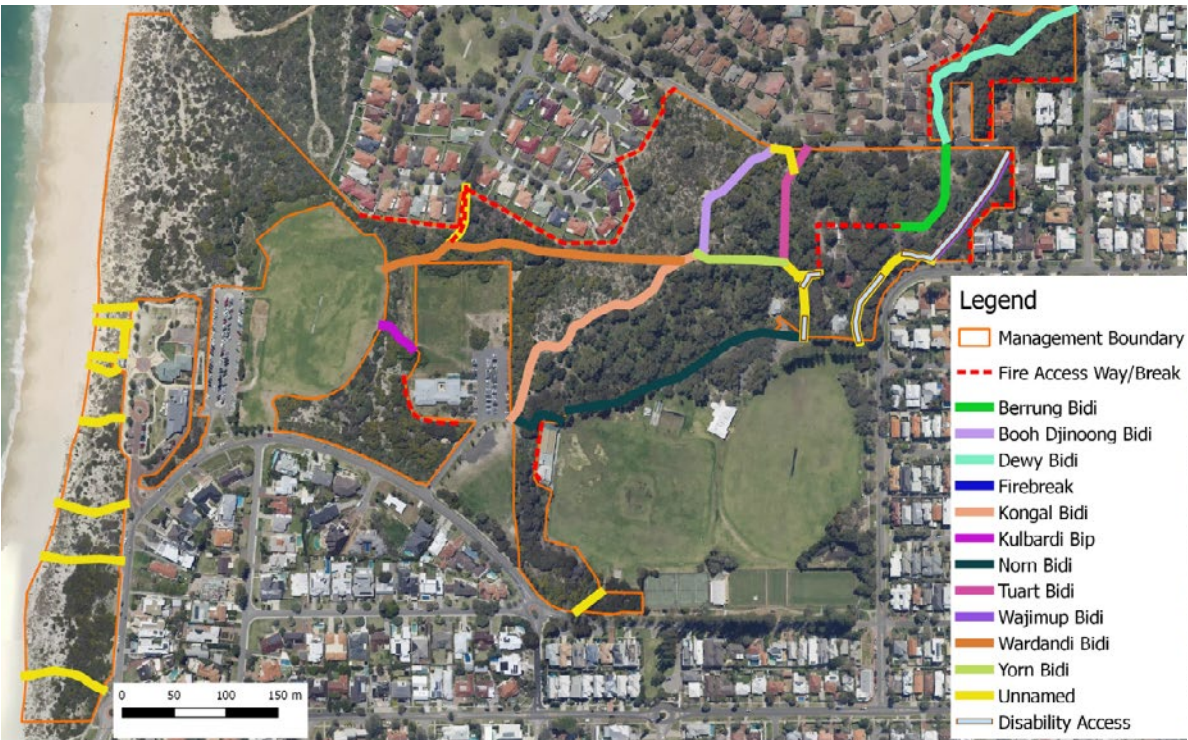 Legend
Management Boundary
Fire Access Way/Break
Berrung Bidi
Booh Djinoong Bidi
Dewy Bidi
Firebreak
Kongal Bidi
Kulbardi Bip
Norn Bidi
Tuart Bidi
Wajimup Bidi
Wardandi Bidi
Yorn Bidi
Unnamed
Disability Access
0 50 100 150 m